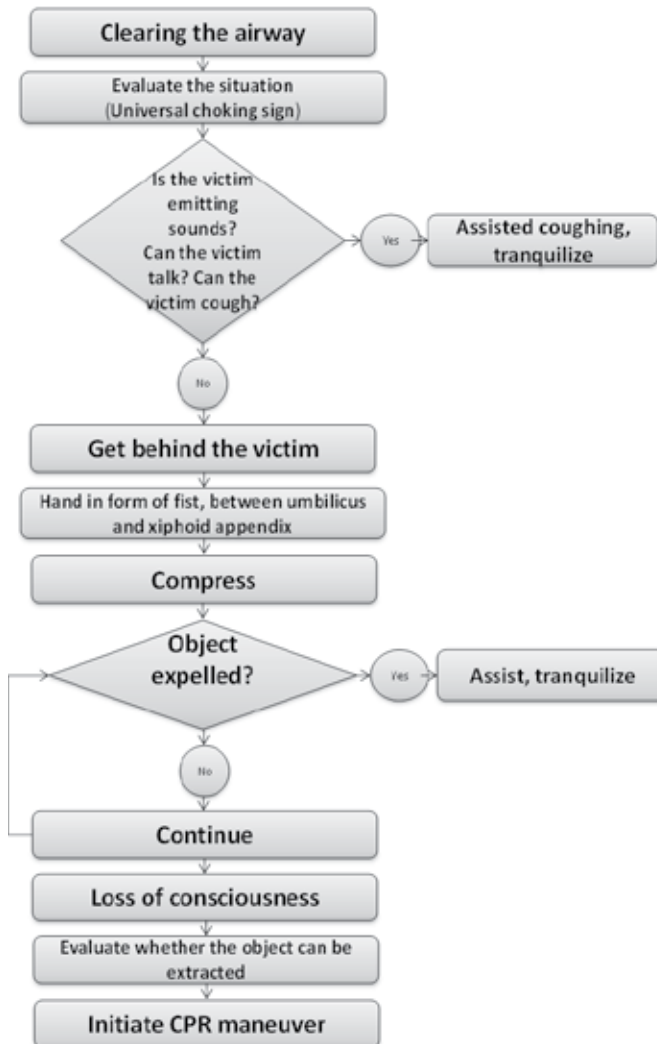 Clearing the airway
Evaluate the situation
(Universal choking sign)
Is the victim
emitting
sounds?
Can the victim
talk? Can the
victim cough?
Yes
Assisted coughing,
tranquilize
No
Get behind the victim
Hand in form of fist, between umbilicus
and xiphoid appendix
Compress
Object
expelled?
Yes
Assist, tranquilize
No
Continue
Loss of consciousness
Evaluate whether the object can be
extracted
Initiate CPR maneuver